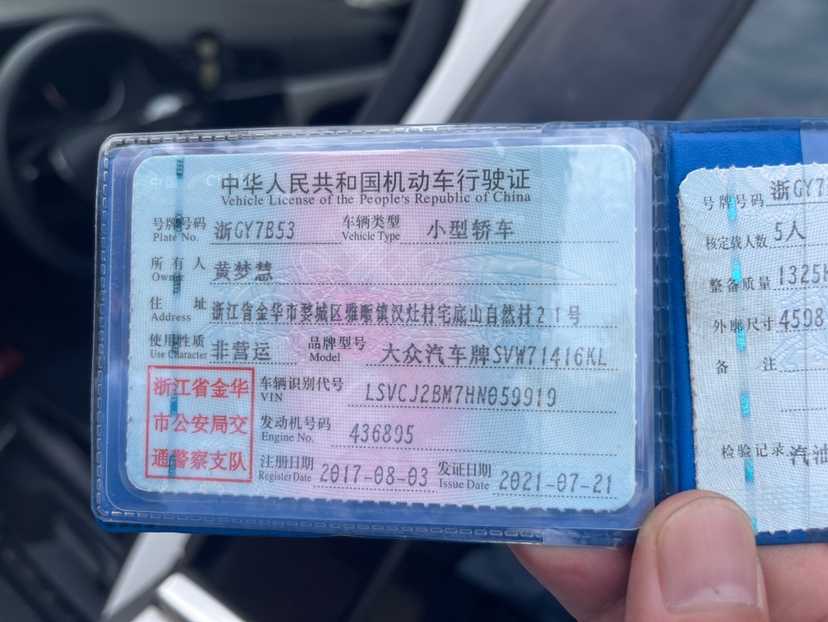 中华人民共和国机动车行驶证
Vehicle License of the People's Republic of China
号牌号码 浙GY7B53 车辆类型 小型轿车
Plate No. Vehicle Type
所有人 黄梦慧
Owner
住址 浙江省金华市婺城区雅畈镇汉灶村宅底山自然村21号
Address
使用性质 非营运 品牌型号 大众汽车牌SVW71416KL
Use Character Model
浙江省金华
市公安局交
通警察支队
车辆识别代号 LSVCJ2BM7HN059919
VIN
发动机号码 436895
Engine No.
注册日期 2017-08-03 发证日期 2021-07-21
Register Date Issue Date
号牌号码 浙GY7
核定载人数 5人
整备质量 1325k
外廓尺寸 4598
备注
检验记录 汽油